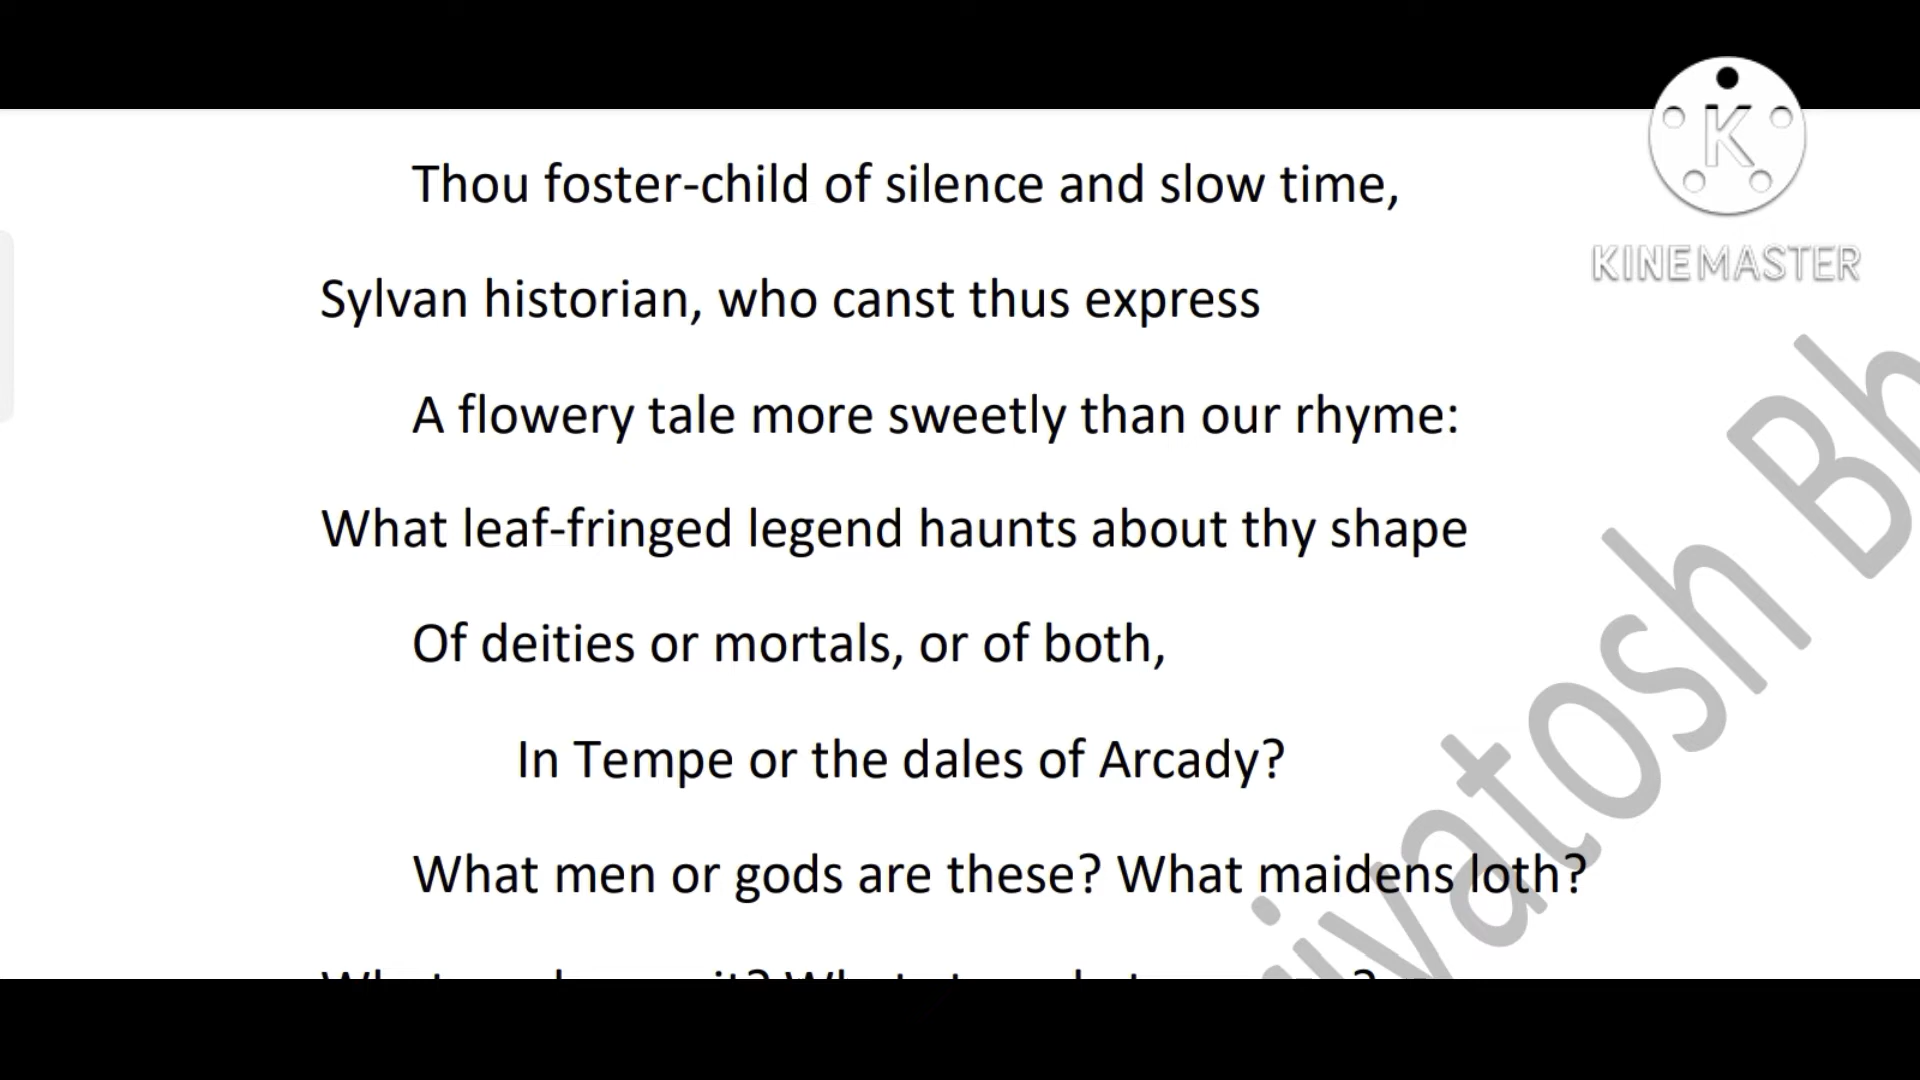 Thou foster-child of silence and slow time,
Sylvan historian, who canst thus express
A flowery tale more sweetly than our rhyme:
What leaf-fringed legend haunts about thy shape
Of deities or mortals, or of both,
In Tempe or the dales of Arcady?
What men or gods are these? What maidens loth?
K
KINEMASTER